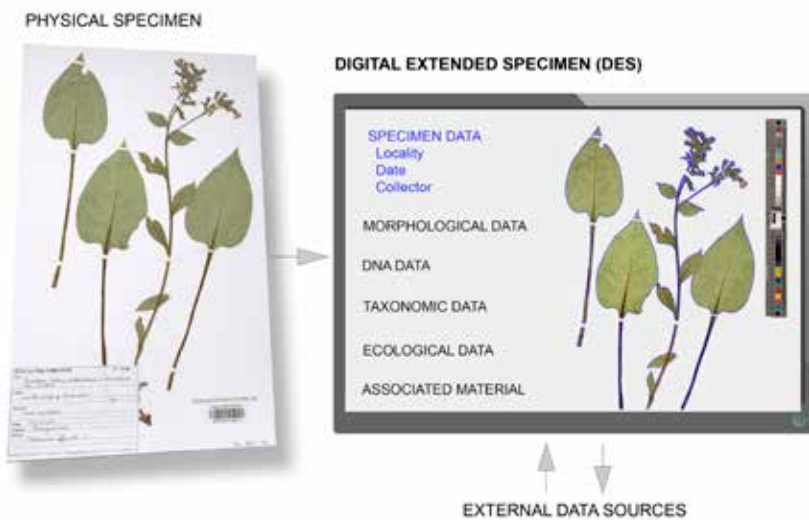 PHYSICAL SPECIMEN
DIGITAL EXTENDED SPECIMEN (DES)
SPECIMEN DATA
Locality
Date
Collector
MORPHOLOGICAL DATA
DNA DATA
TAXONOMIC DATA
ECOLOGICAL DATA
ASSOCIATED MATERIAL
EXTERNAL DATA SOURCES